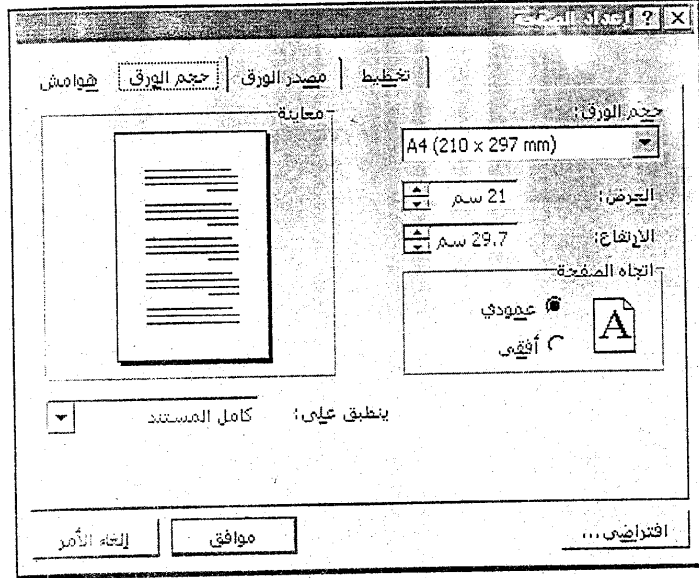 إعداد الصفحة
هوامش حجم الورق مصدر الورق تخطيط
حجم الورق:
A4 (210 x 297 mm)
العرض:
21 سم
الارتفاع:
29.7 سم
اتجاه الصفحة
A
عمودي
أفقي
معاينة
ينطبق على:
كامل المستند
افتراضي...
موافق
إلغاء الأمر